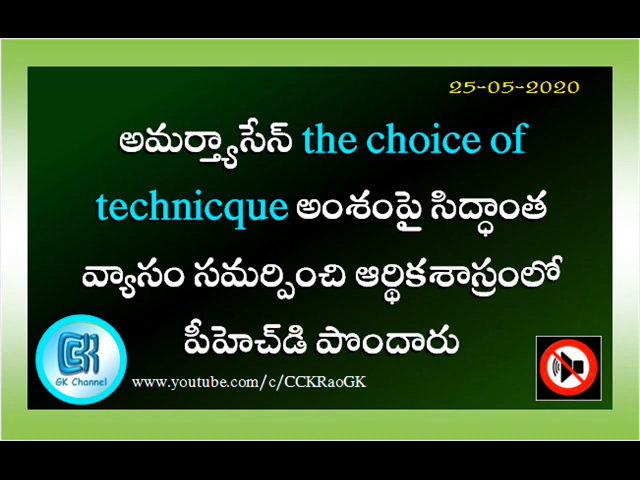 25-05-2020
అమర్త్యాసేన్ the choice of
technicque అంశంపై సిద్ధాంత
వ్యాసం సమర్పించి ఆర్థికశాస్రంలో
పీహెచ్‌డి పొందారు
GK
GK Channel
www.youtube.com/c/CCKRaoGK